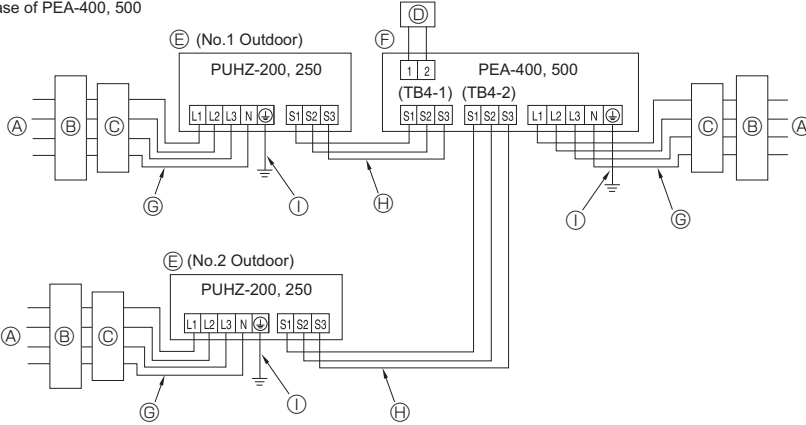 ase of PEA-400, 500
Ⓓ
Ⓔ (No.1 Outdoor)
Ⓕ
PUHZ-200, 250
1 2
PEA-400, 500
(TB4-1) (TB4-2)
L1 L2 L3 N
S1 S2 S3
S1 S2 S3
S1 S2 S3
L1 L2 L3 N
Ⓐ
Ⓑ
Ⓒ
Ⓒ
Ⓑ
Ⓐ
Ⓖ
Ⓘ
Ⓗ
Ⓘ
Ⓖ
Ⓔ (No.2 Outdoor)
PUHZ-200, 250
L1 L2 L3 N
S1 S2 S3
Ⓐ
Ⓑ
Ⓒ
Ⓖ
Ⓘ
Ⓗ